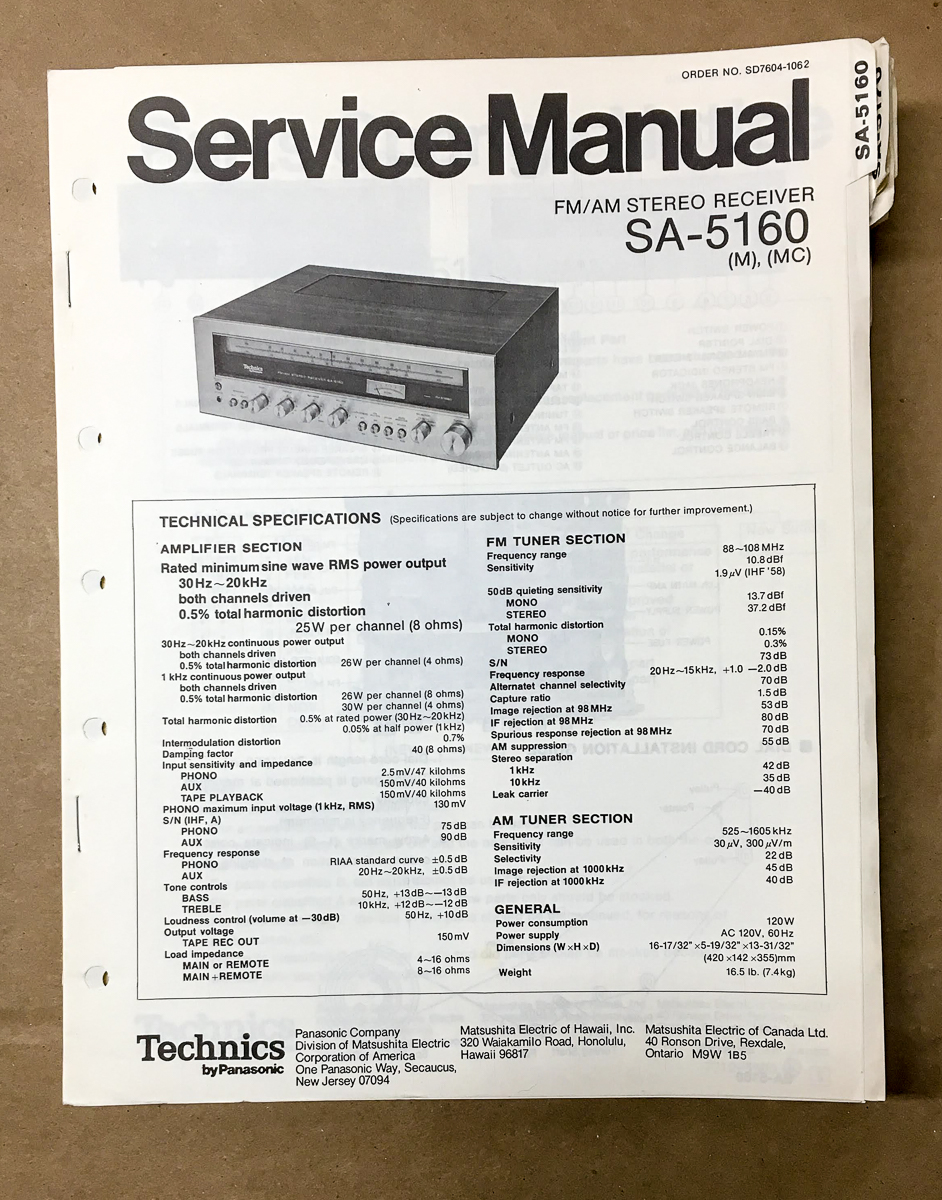 ORDER NO. SD7604-1062
SA-5160
Service Manual
FM/AM STEREO RECEIVER
SA-5160
(M), (MC)
Technics
TECHNICAL SPECIFICATIONS (Specifications are subject to change without notice for further improvement.)
AMPLIFIER SECTION
Rated minimum sine wave RMS power output
30Hz~20kHz
both channels driven
0.5% total harmonic distortion
25W per channel (8 ohms)
30Hz~20kHz continuous power output
both channels driven
0.5% total harmonic distortion 26W per channel (4 ohms)
1 kHz continuous power output
both channels driven
0.5% total harmonic distortion 26W per channel (8 ohms)
30W per channel (4 ohms)
Total harmonic distortion 0.5% at rated power (30Hz~20kHz)
0.05% at half power (1kHz)
Intermodulation distortion 0.7%
Damping factor 40 (8 ohms)
Input sensitivity and impedance
PHONO 2.5mV/47 kilohms
AUX 150mV/40 kilohms
TAPE PLAYBACK 150mV/40 kilohms
PHONO maximum input voltage (1kHz, RMS) 130mV
S/N (IHF, A)
PHONO 75dB
AUX 90dB
Frequency response
PHONO RIAA standard curve ±0.5dB
AUX 20Hz~20kHz, ±0.5dB
Tone controls
BASS 50Hz, +13dB~−13dB
TREBLE 10kHz, +12dB~−12dB
Loudness control (volume at −30dB) 50Hz, +10dB
Output voltage
TAPE REC OUT 150mV
Load impedance
MAIN or REMOTE 4~16 ohms
MAIN+REMOTE 8~16 ohms
FM TUNER SECTION
Frequency range 88~108MHz
Sensitivity 10.8dBf
1.9μV (IHF '58)
50dB quieting sensitivity
MONO 13.7dBf
STEREO 37.2dBf
Total harmonic distortion
MONO 0.15%
STEREO 0.3%
S/N 73dB
Frequency response 20Hz~15kHz, +1.0 −2.0dB
Alternatet channel selectivity 70dB
Capture ratio 1.5dB
Image rejection at 98MHz 53dB
IF rejection at 98MHz 80dB
Spurious response rejection at 98MHz 70dB
AM suppression 55dB
Stereo separation
1kHz 42dB
10kHz 35dB
Leak carrier −40dB
AM TUNER SECTION
Frequency range 525~1605kHz
Sensitivity 30μV, 300μV/m
Selectivity 22dB
Image rejection at 1000kHz 45dB
IF rejection at 1000kHz 40dB
GENERAL
Power consumption 120W
Power supply AC 120V, 60Hz
Dimensions (W×H×D) 16-17/32"×5-19/32"×13-31/32"
(420×142×355)mm
Weight 16.5 lb. (7.4kg)
Technics
by Panasonic
Panasonic Company
Division of Matsushita Electric
Corporation of America
One Panasonic Way, Secaucus,
New Jersey 07094
Matsushita Electric of Hawaii, Inc.
320 Waiakamilo Road, Honolulu,
Hawaii 96817
Matsushita Electric of Canada Ltd.
40 Ronson Drive, Rexdale,
Ontario M9W 1B5